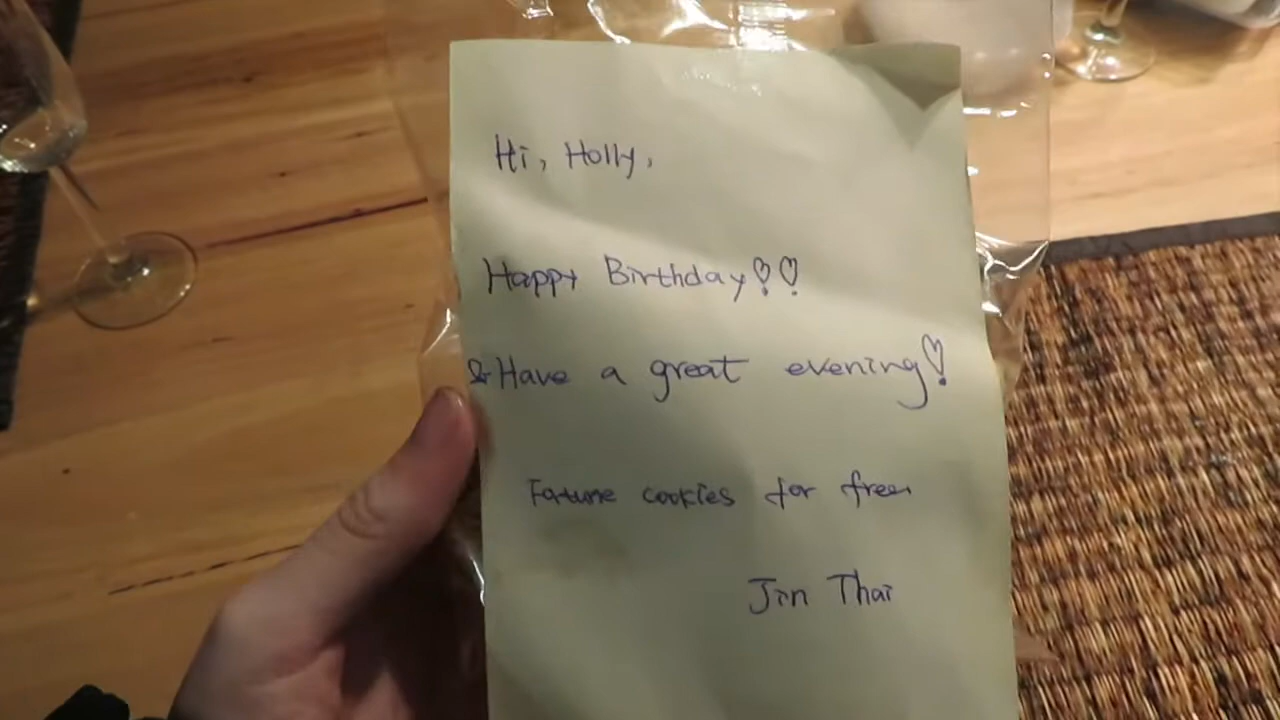 Hi, Holly,
Happy Birthday!♡♡
& Have a great evening!
Fortune cookies for free.
Jin Thai